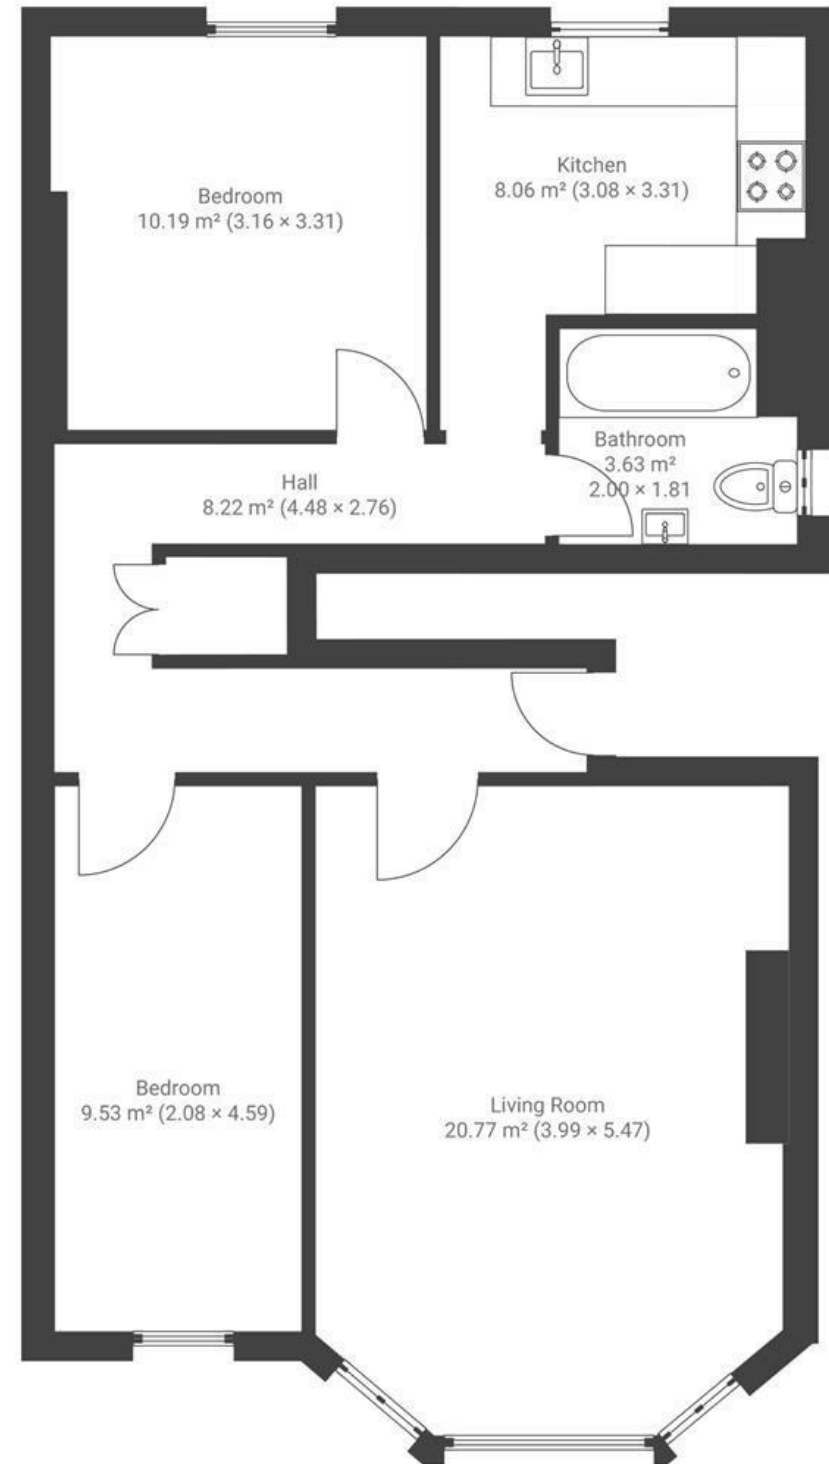 Bedroom
10.19 m² (3.16 × 3.31)
Kitchen
8.06 m² (3.08 × 3.31)
Bathroom
3.63 m²
2.00 × 1.81
Hall
8.22 m² (4.48 × 2.76)
Bedroom
9.53 m² (2.08 × 4.59)
Living Room
20.77 m² (3.99 × 5.47)